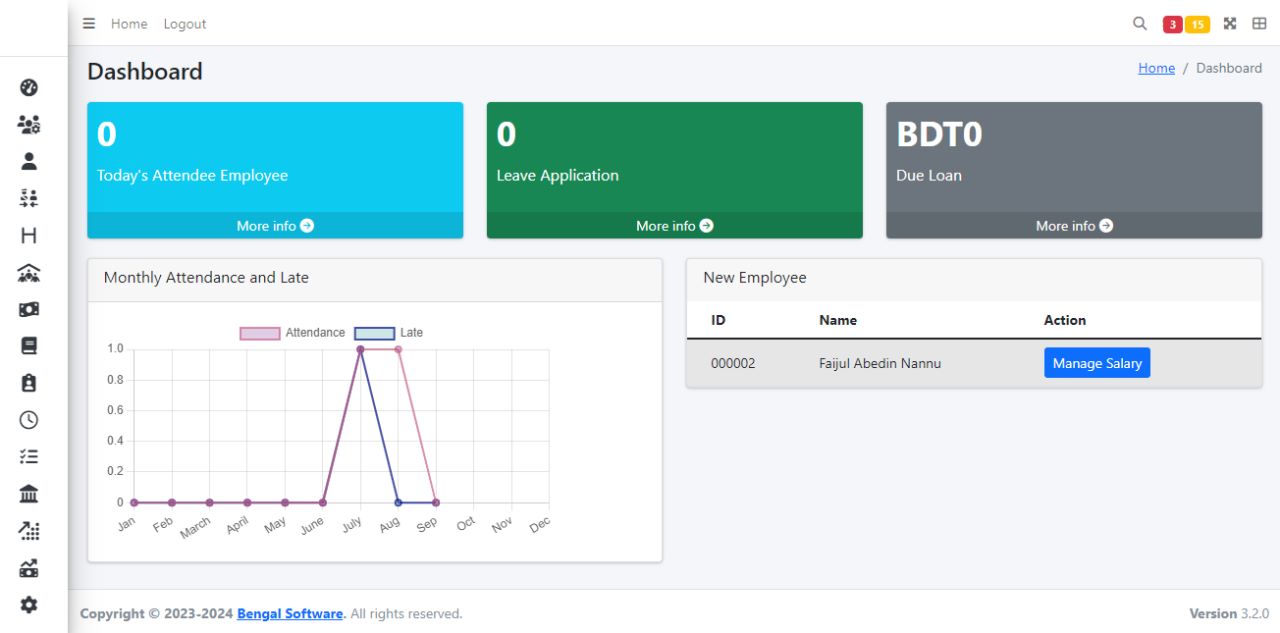 Home Logout 3 15
Dashboard Home / Dashboard
0 0 BDT0
Today's Attendee Employee Leave Application Due Loan
More info More info More info
Monthly Attendance and Late
Attendance Late
1.0
0.8
0.6
0.4
0.2
0
Jan Feb March April May June July Aug Sep Oct Nov Dec
New Employee
ID Name Action
000002 Faijul Abedin Nannu Manage Salary
Copyright © 2023-2024 Bengal Software. All rights reserved. Version 3.2.0